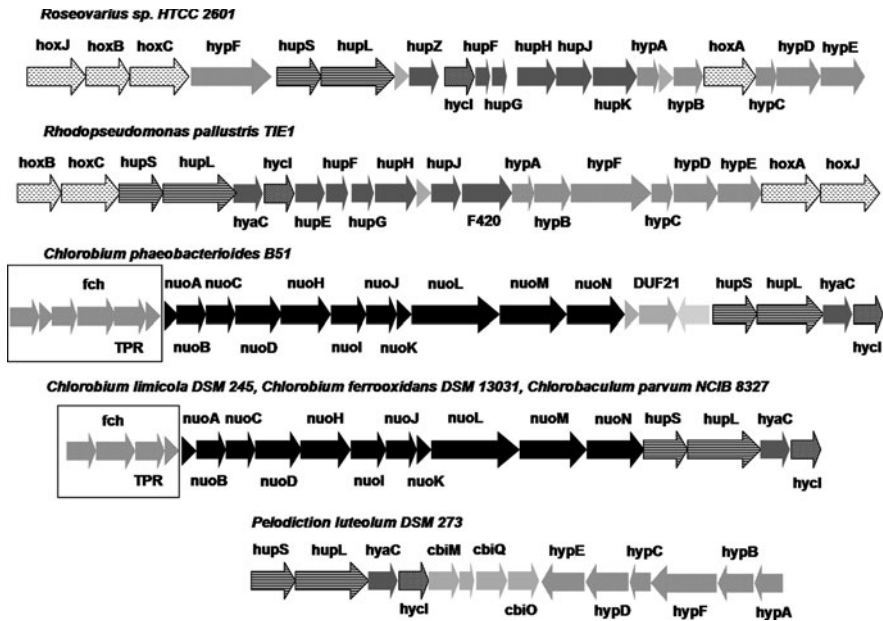 Roseovarius sp. HTCC 2601
hoxJ hoxB hoxC hypF hupS hupL hupZ hupF hupH hupJ hypA hoxA hypD hypE
hycI hupG hupK hypB hypC
Rhodopseudomonas pallustris TIE1
hoxB hoxC hupS hupL hycI hupF hupH hupJ hypA hypF hypD hypE hoxA hoxJ
hyaC hupE hupG F420 hypB hypC
Chlorobium phaeobacterioides B51
fch nuoA nuoC nuoH nuoJ nuoL nuoM nuoN DUF21 hupS hupL hyaC
TPR nuoB nuoD nuoI nuoK hycI
Chlorobium limicola DSM 245, Chlorobium ferrooxidans DSM 13031, Chlorobaculum parvum NCIB 8327
fch nuoA nuoC nuoH nuoJ nuoL nuoM nuoN hupS hupL hyaC
TPR nuoB nuoD nuoI nuoK hycI
Pelodiction luteolum DSM 273
hupS hupL hyaC cbiM cbiQ hypE hypC hypB
hycI cbiO hypD hypF hypA